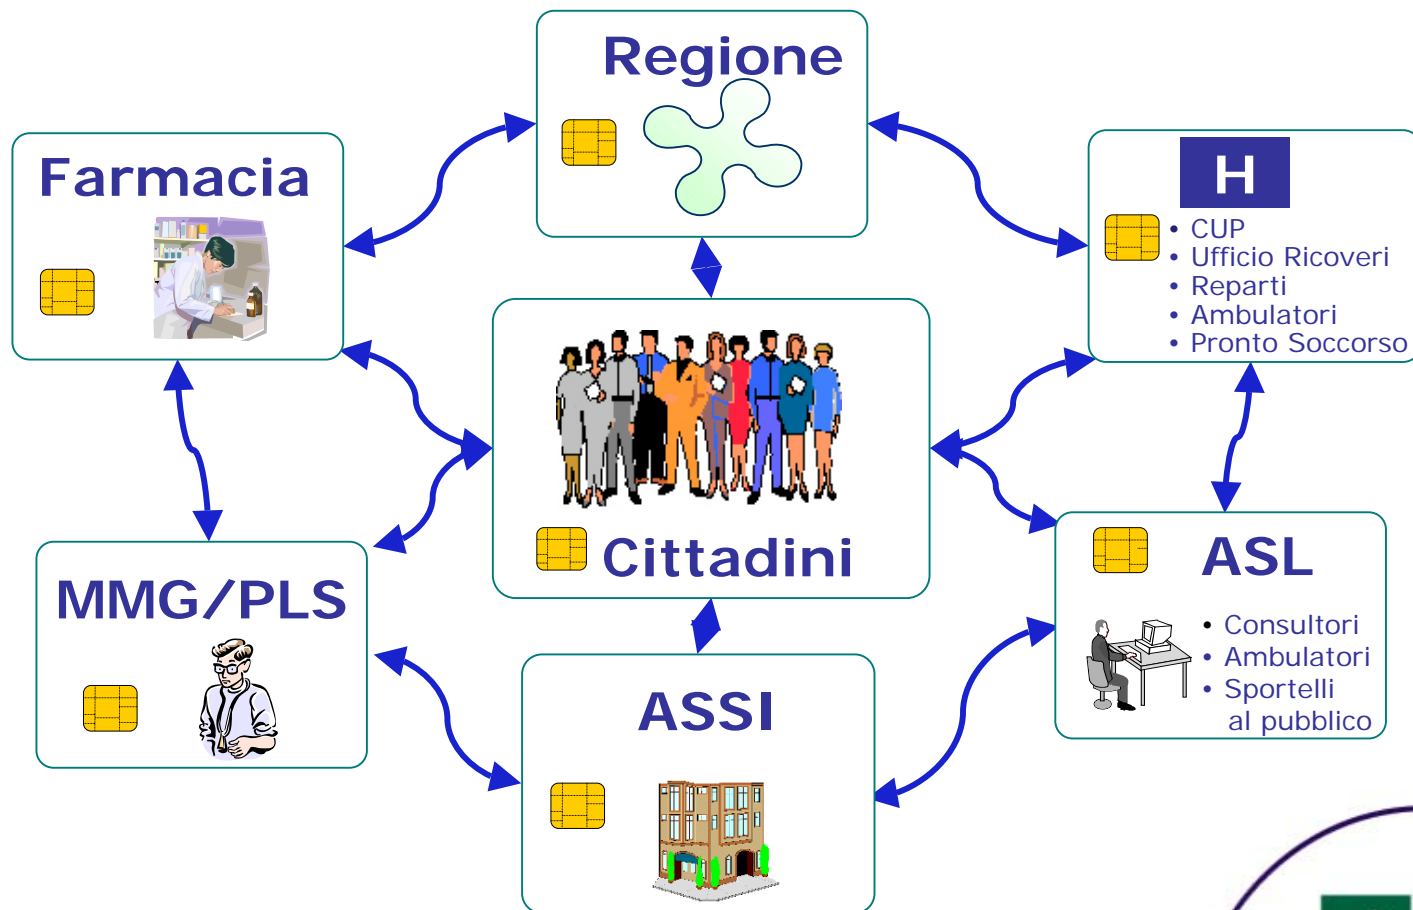 Regione
Farmacia
H
• CUP
• Ufficio Ricoveri
• Reparti
• Ambulatori
• Pronto Soccorso
Cittadini
MMG/PLS
ASL
• Consultori
• Ambulatori
• Sportelli
al pubblico
ASSI